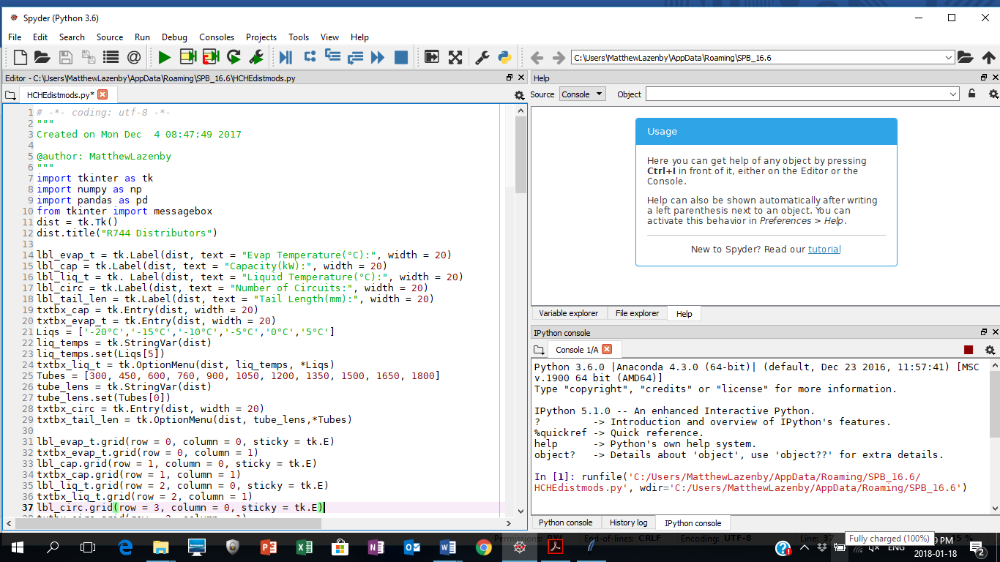 Spyder (Python 3.6)
File Edit Search Source Run Debug Consoles Projects Tools View Help
C:\Users\MatthewLazenby\AppData\Roaming\SPB_16.6
Editor - C:\Users\MatthewLazenby\AppData\Roaming\SPB_16.6\HCHEdistmods.py
HCHEdistmods.py*
1 # -*- coding: utf-8 -*-
2 """
3 Created on Mon Dec  4 08:47:49 2017
4
5 @author: MatthewLazenby
6 """
7 import tkinter as tk
8 import numpy as np
9 import pandas as pd
10 from tkinter import messagebox
11 dist = tk.Tk()
12 dist.title("R744 Distributors")
13
14 lbl_evap_t = tk.Label(dist, text = "Evap Temperature(°C):", width = 20)
15 lbl_cap = tk.Label(dist, text = "Capacity(kW):", width = 20)
16 lbl_liq_t = tk. Label(dist, text = "Liquid Temperature(°C):", width = 20)
17 lbl_circ = tk.Label(dist, text = "Number of Circuits:", width = 20)
18 lbl_tail_len = tk.Label(dist, text = "Tail Length(mm):", width = 20)
19 txtbx_cap = tk.Entry(dist, width = 20)
20 txtbx_evap_t = tk.Entry(dist, width = 20)
21 Liqs = ['-20°C','-15°C','-10°C','-5°C','0°C','5°C']
22 liq_temps = tk.StringVar(dist)
23 liq_temps.set(Liqs[5])
24 txtbx_liq_t = tk.OptionMenu(dist, liq_temps, *Liqs)
25 Tubes = [300, 450, 600, 760, 900, 1050, 1200, 1350, 1500, 1650, 1800]
26 tube_lens = tk.StringVar(dist)
27 tube_lens.set(Tubes[0])
28 txtbx_circ = tk.Entry(dist, width = 20)
29 txtbx_tail_len = tk.OptionMenu(dist, tube_lens,*Tubes)
30
31 lbl_evap_t.grid(row = 0, column = 0, sticky = tk.E)
32 txtbx_evap_t.grid(row = 0, column = 1)
33 lbl_cap.grid(row = 1, column = 0, sticky = tk.E)
34 txtbx_cap.grid(row = 1, column = 1)
35 lbl_liq_t.grid(row = 2, column = 0, sticky = tk.E)
36 txtbx_liq_t.grid(row = 2, column = 1)
37 lbl_circ.grid(row = 3, column = 0, sticky = tk.E)
Help
Source Console Object
Usage
Here you can get help of any object by pressing
Ctrl+I in front of it, either on the Editor or the
Console.
Help can also be shown automatically after writing
a left parenthesis next to an object. You can
activate this behavior in Preferences > Help.
New to Spyder? Read our tutorial
Variable explorer File explorer Help
IPython console
Console 1/A
Python 3.6.0 |Anaconda 4.3.0 (64-bit)| (default, Dec 23 2016, 11:57:41) [MSC
v.1900 64 bit (AMD64)]
Type "copyright", "credits" or "license" for more information.
IPython 5.1.0 -- An enhanced Interactive Python.
?         -> Introduction and overview of IPython's features.
%quickref -> Quick reference.
help      -> Python's own help system.
object?   -> Details about 'object', use 'object??' for extra details.
In [1]: runfile('C:/Users/MatthewLazenby/AppData/Roaming/SPB_16.6/
HCHEdistmods.py', wdir='C:/Users/MatthewLazenby/AppData/Roaming/SPB_16.6')
Python console History log IPython console
Permissions: RW End-of-lines: CRLF Encoding: UTF-8 Line: 37
Fully charged (100%)
ENG
PM
2018-01-18
2